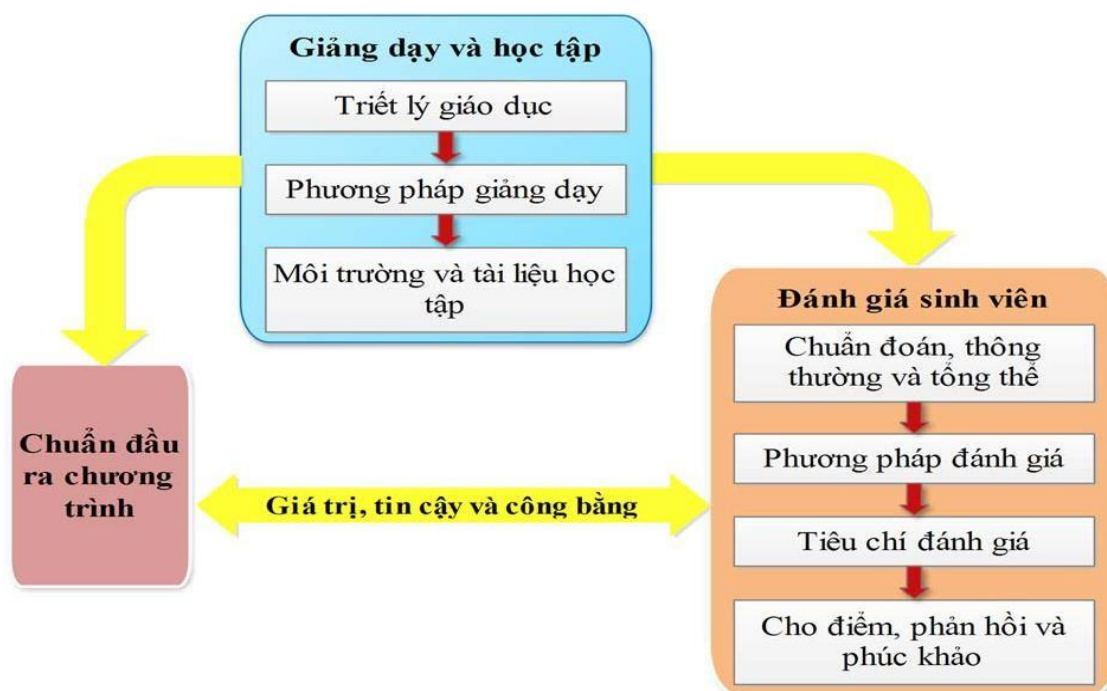 Giảng dạy và học tập
Triết lý giáo dục
Phương pháp giảng dạy
Môi trường và tài liệu học
tập
Đánh giá sinh viên
Chuẩn đoán, thông
thường và tổng thể
Phương pháp đánh giá
Tiêu chí đánh giá
Cho điểm, phản hồi và
phúc khảo
Chuẩn đầu
ra chương
trình
Giá trị, tin cậy và công bằng